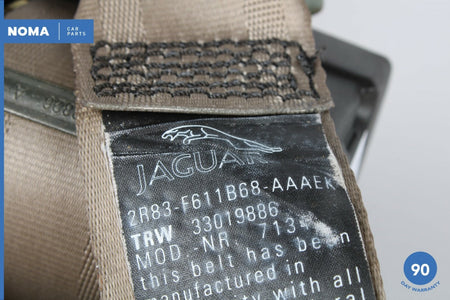 NOMA CAR PARTS
JAGUAR
2R83-F611B68-AAAEK
TRW 33019886
MOD. NR. 713
this belt has been
manufactured in
with all
90
DAY WARRANTY